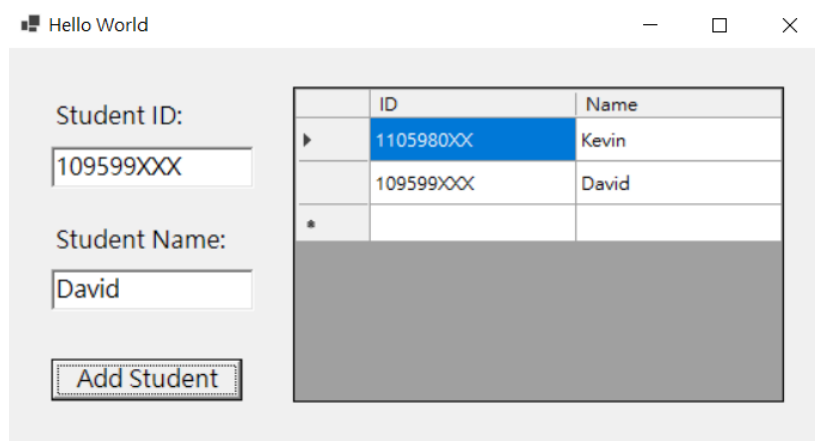 Hello World
Student ID:
109599XXX
Student Name:
David
Add Student
ID Name
1105980XX Kevin
109599XXX David